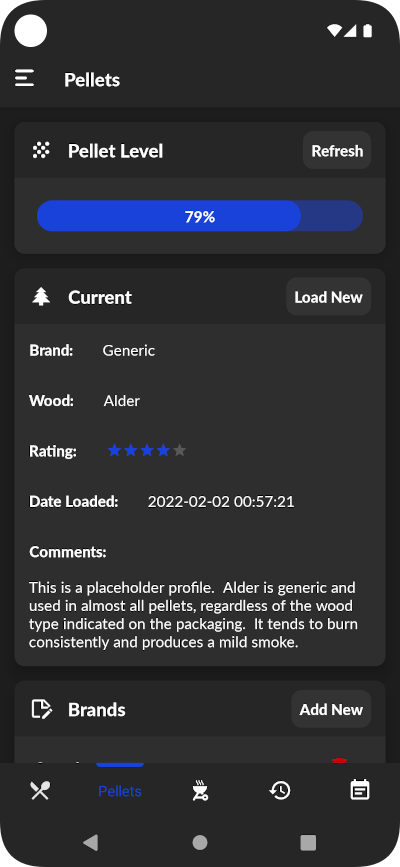 Pellets
Pellet Level
Refresh
79%
Current
Load New
Brand: Generic
Wood: Alder
Rating:
Date Loaded: 2022-02-02 00:57:21
Comments:
This is a placeholder profile.  Alder is generic and
used in almost all pellets, regardless of the wood
type indicated on the packaging.  It tends to burn
consistently and produces a mild smoke.
Brands
Add New
Pellets